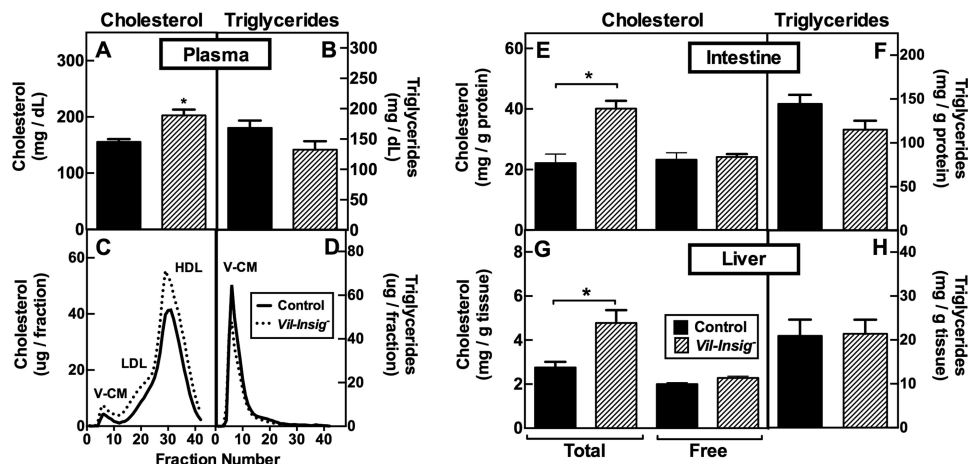 Cholesterol Triglycerides
A Plasma B
300
200
100
0
Cholesterol
(mg / dL)
*
300
250
200
150
100
50
0
Triglycerides
(mg / dL)
C D
60
40
20
0
Cholesterol
(ug / fraction)
V-CM
LDL
HDL
V-CM
Control
Vil-Insig⁻
80
60
40
20
0
Triglycerides
(ug / fraction)
0 10 20 30 40 0 10 20 30 40
Fraction Number
Cholesterol Triglycerides
E Intestine F
60
40
20
0
Cholesterol
(mg / g protein)
*
200
150
100
50
0
Triglycerides
(mg / g protein)
G Liver H
8
6
4
2
0
Cholesterol
(mg / g tissue)
*
Control
Vil-Insig⁻
40
30
20
10
0
Triglycerides
(mg / g tissue)
Total Free